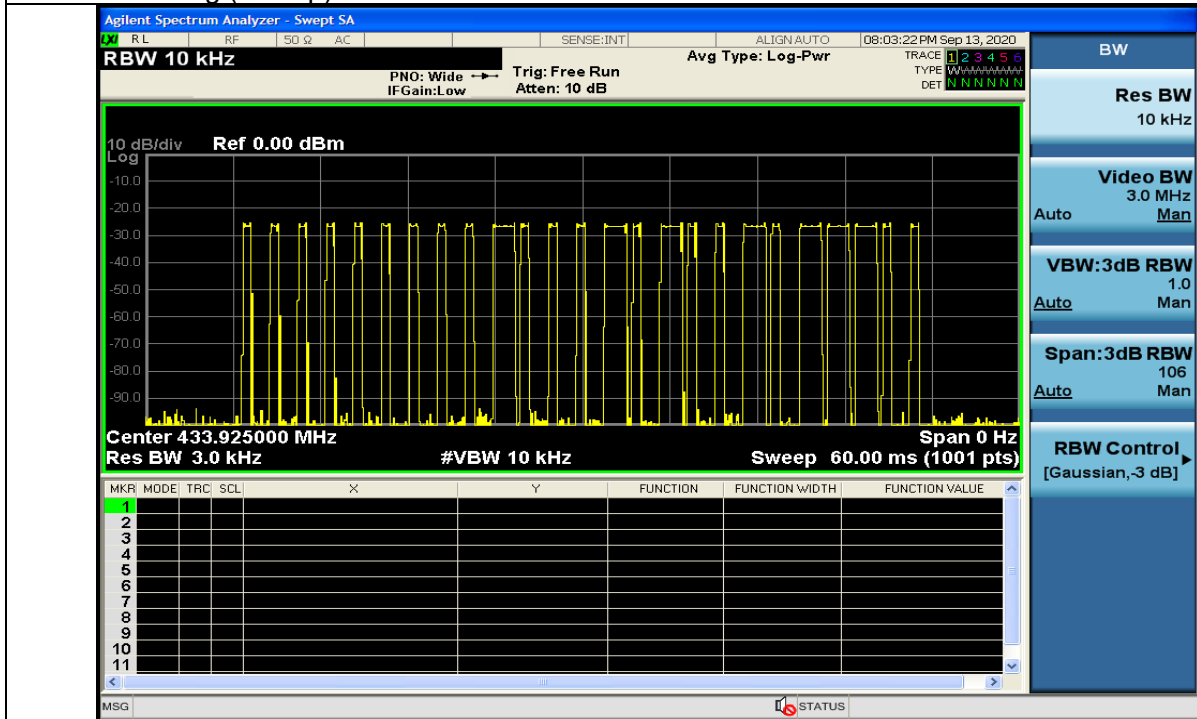 Agilent Spectrum Analyzer - Swept SA
LXI RL RF 50 Ω AC SENSE:INT ALIGN AUTO 08:03:22 PM Sep 13, 2020
RBW 10 kHz
PNO: Wide
IFGain:Low
Trig: Free Run
Atten: 10 dB
Avg Type: Log-Pwr
TRACE 1 2 3 4 5 6
TYPE W
DET N N N N N N
10 dB/div Ref 0.00 dBm
Log
-10.0
-20.0
-30.0
-40.0
-50.0
-60.0
-70.0
-80.0
-90.0
Center 433.925000 MHz Span 0 Hz
Res BW 3.0 kHz #VBW 10 kHz Sweep 60.00 ms (1001 pts)
MKR MODE TRC SCL X Y FUNCTION FUNCTION WIDTH FUNCTION VALUE
1
2
3
4
5
6
7
8
9
10
11
MSG STATUS
BW
Res BW
10 kHz
Video BW
3.0 MHz
Auto Man
VBW:3dB RBW
1.0
Auto Man
Span:3dB RBW
106
Auto Man
RBW Control
[Gaussian,-3 dB]